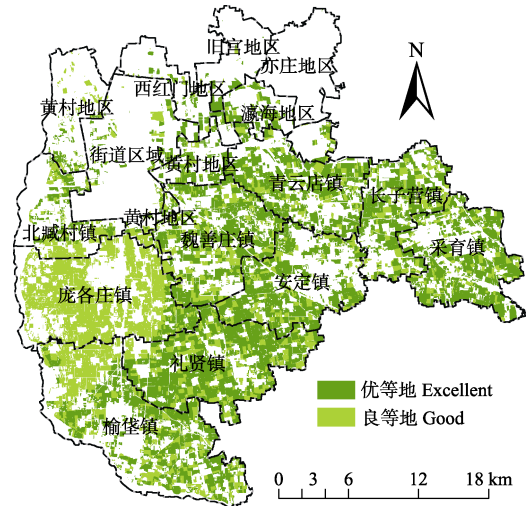 旧宫地区
亦庄地区
N
西红门地区
黄村地区
瀛海地区
街道区域
黄村地区
青云店镇
长子营镇
黄村地区
北臧村镇
魏善庄镇
采育镇
安定镇
庞各庄镇
礼贤镇
优等地 Excellent
良等地 Good
榆垡镇
0 3 6 12 18 km